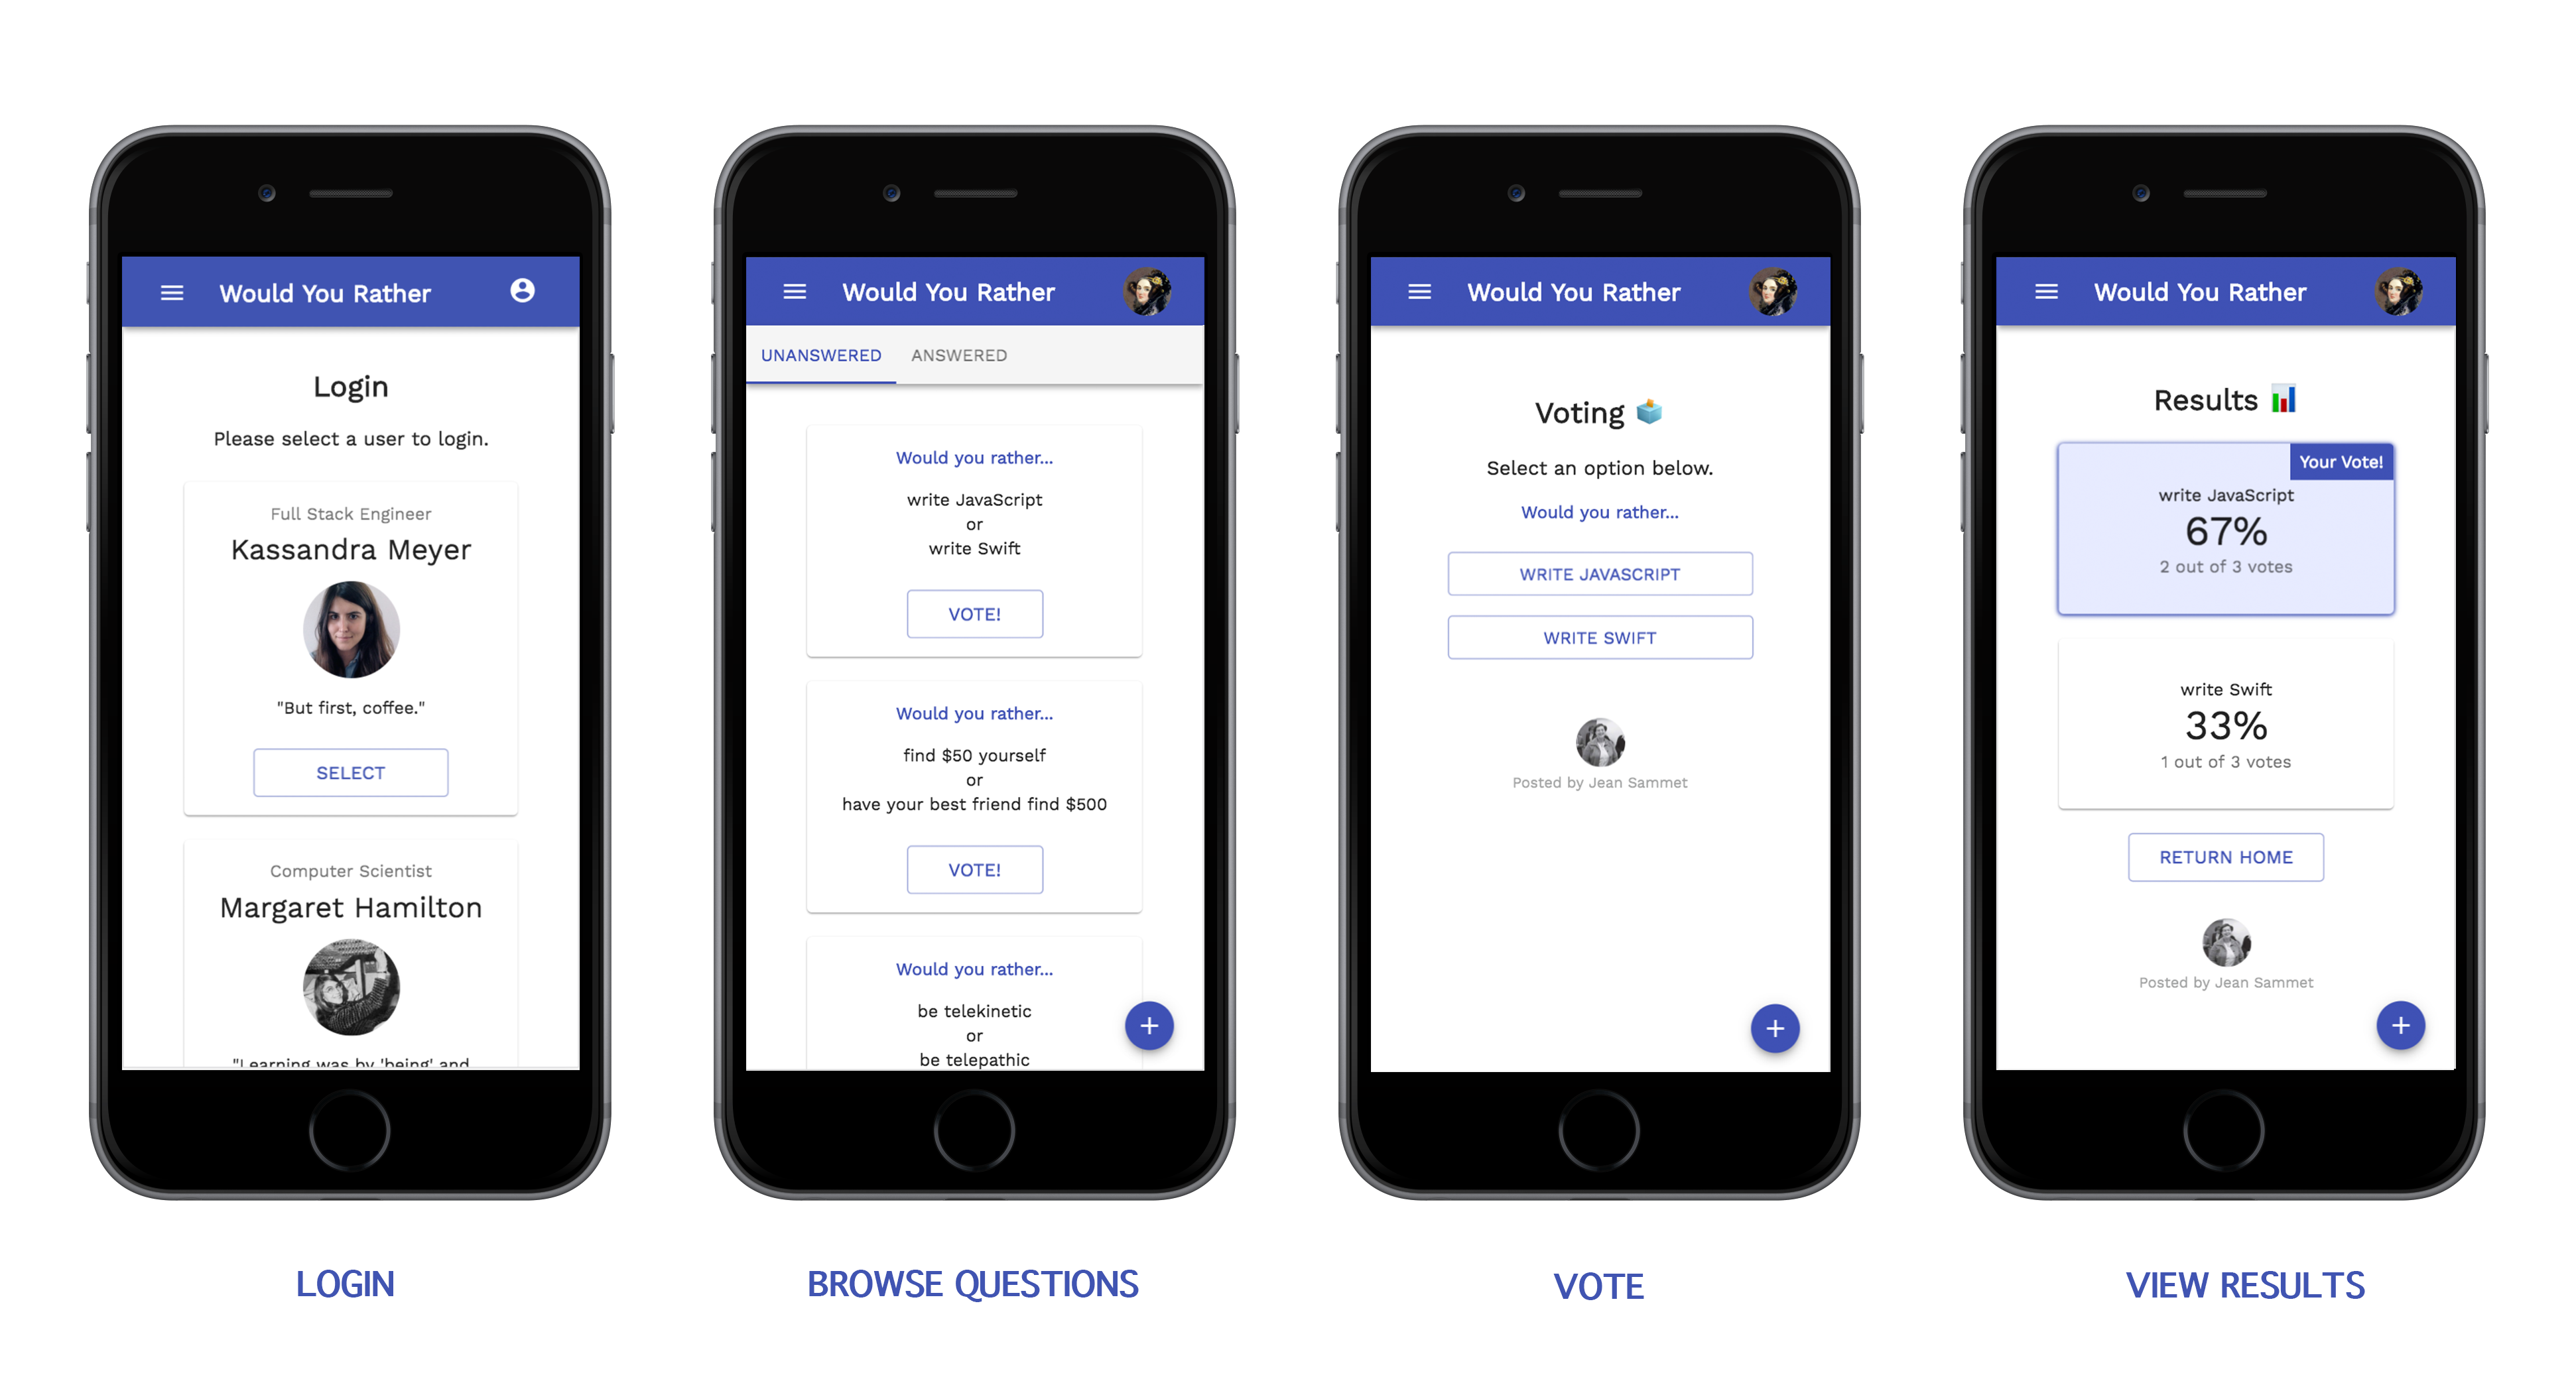 Would You Rather
Login
Please select a user to login.
Full Stack Engineer
Kassandra Meyer
"But first, coffee."
SELECT
Computer Scientist
Margaret Hamilton
"Learning was by 'being' and
LOGIN
Would You Rather
UNANSWERED ANSWERED
Would you rather...
write JavaScript
or
write Swift
VOTE!
Would you rather...
find $50 yourself
or
have your best friend find $500
VOTE!
Would you rather...
be telekinetic
or
be telepathic
+
BROWSE QUESTIONS
Would You Rather
Voting
Select an option below.
Would you rather...
WRITE JAVASCRIPT
WRITE SWIFT
Posted by Jean Sammet
+
VOTE
Would You Rather
Results
Your Vote!
write JavaScript
67%
2 out of 3 votes
write Swift
33%
1 out of 3 votes
RETURN HOME
Posted by Jean Sammet
+
VIEW RESULTS